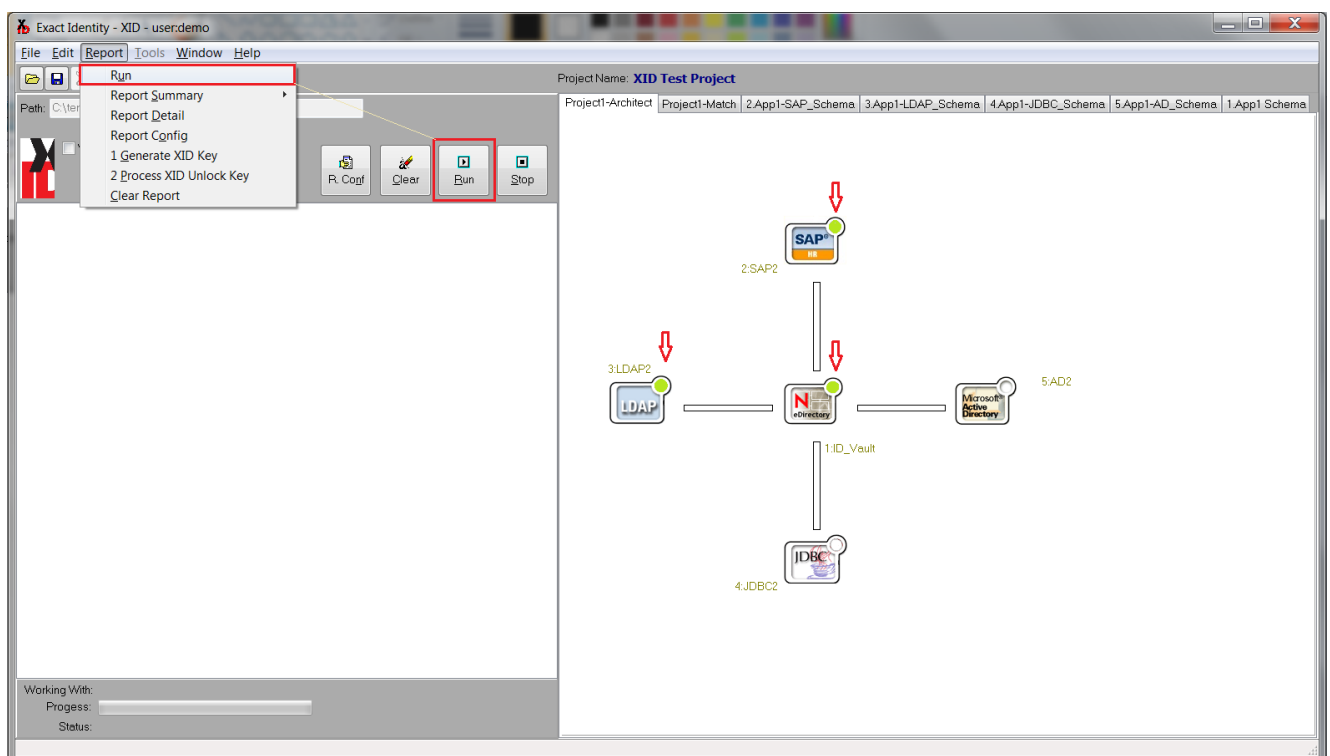 Exact Identity - XID - user:demo
File Edit Report Tools Window Help
Run
Report Summary
Report Detail
Report Config
1 Generate XID Key
2 Process XID Unlock Key
Clear Report
Project Name: XID Test Project
Path: C:\ter
XID
R. Conf Clear Run Stop
Project1-Architect Project1-Match 2.App1-SAP_Schema 3.App1-LDAP_Schema 4.App1-JDBC_Schema 5.App1-AD_Schema 1.App1 Schema
SAP
HR
2:SAP2
3:LDAP2
LDAP
N
eDirectory
1:ID_Vault
5:AD2
Microsoft
Active
Directory
JDBC
4:JDBC2
Working With:
Progess:
Status: